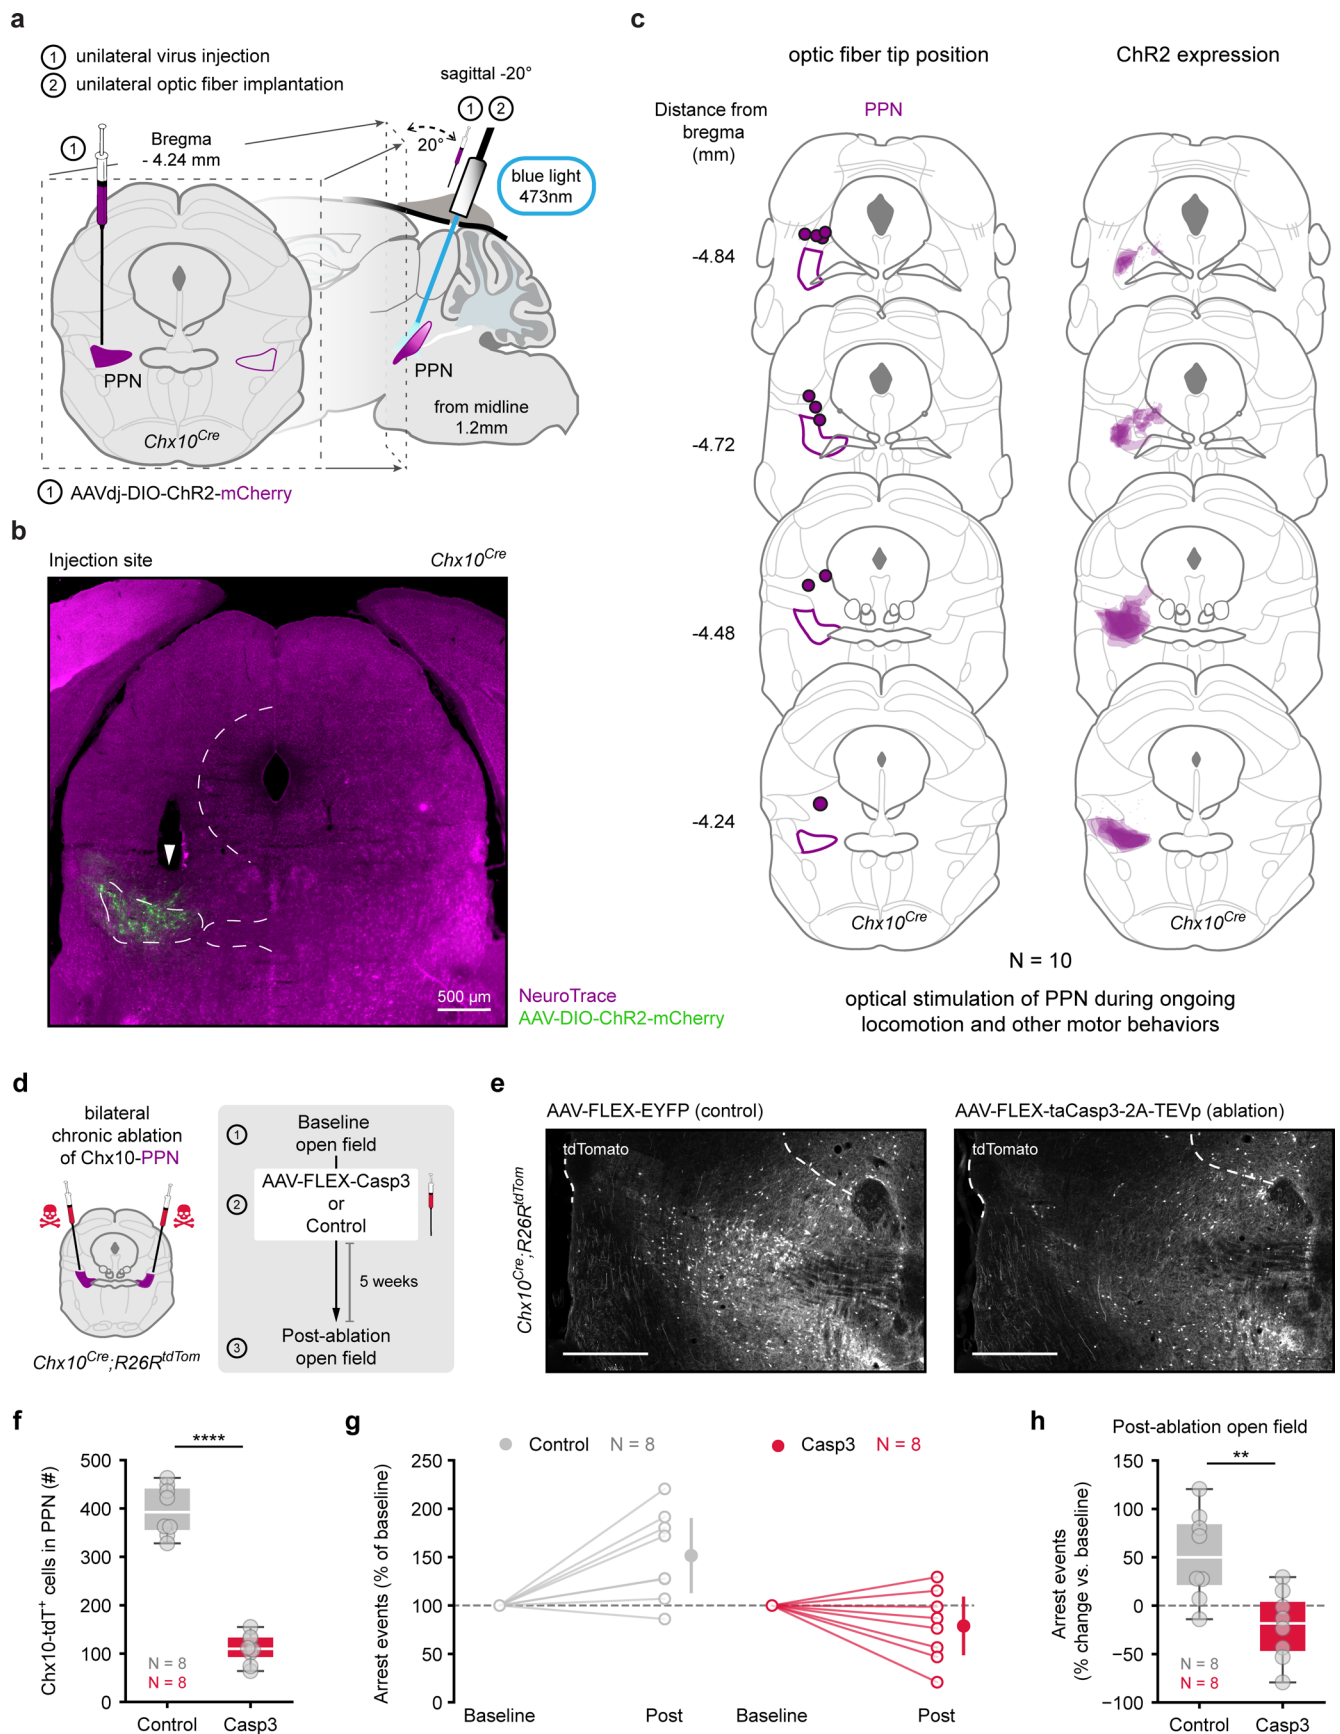 a
① unilateral virus injection
② unilateral optic fiber implantation
sagittal -20°
① ②
20°
①
Bregma
- 4.24 mm
blue light
473nm
PPN
PPN
from midline
1.2mm
Chx10Cre
① AAVdj-DIO-ChR2-mCherry
b
Injection site
Chx10Cre
500 µm
NeuroTrace
AAV-DIO-ChR2-mCherry
c
optic fiber tip position
ChR2 expression
Distance from
bregma
(mm)
PPN
-4.84
-4.72
-4.48
-4.24
Chx10Cre
Chx10Cre
N = 10
optical stimulation of PPN during ongoing
locomotion and other motor behaviors
d
bilateral
chronic ablation
of Chx10-PPN
Chx10Cre;R26RtdTom
① Baseline
open field
② AAV-FLEX-Casp3
or
Control
5 weeks
③ Post-ablation
open field
e
AAV-FLEX-EYFP (control)
AAV-FLEX-taCasp3-2A-TEVp (ablation)
tdTomato
tdTomato
Chx10Cre;R26RtdTom
f
Chx10-tdT+ cells in PPN (#)
500
400
300
200
100
0
****
N = 8
N = 8
Control
Casp3
g
Control N = 8
Casp3 N = 8
Arrest events (% of baseline)
250
200
150
100
50
0
Baseline
Post
Baseline
Post
h
Post-ablation open field
Arrest events
(% change vs. baseline)
150
100
50
0
−50
−100
**
N = 8
N = 8
Control
Casp3